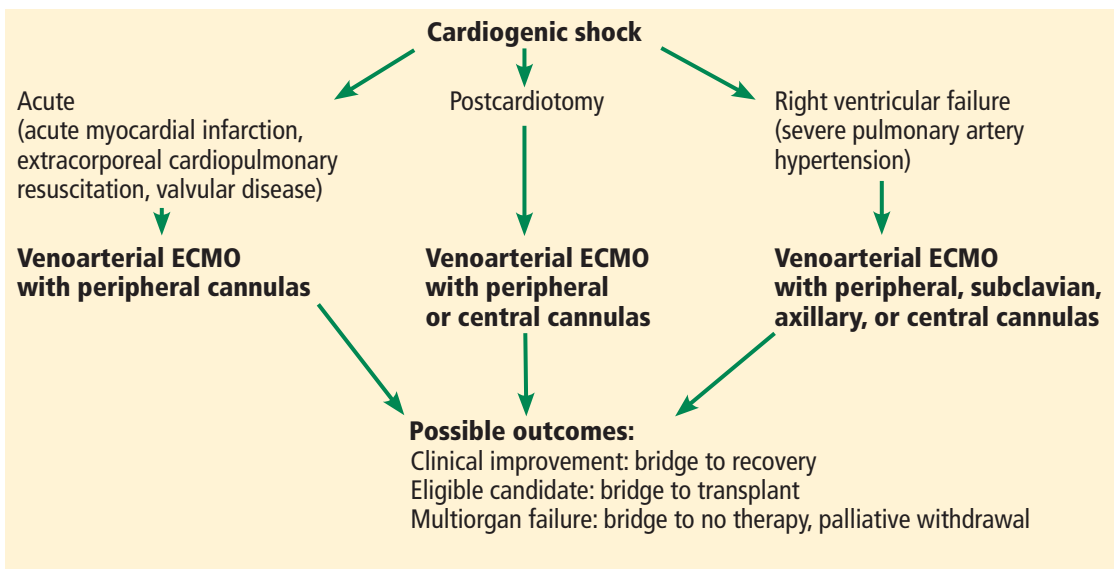 Cardiogenic shock
Acute
(acute myocardial infarction,
extracorporeal cardiopulmonary
resuscitation, valvular disease)
Postcardiotomy
Right ventricular failure
(severe pulmonary artery
hypertension)
Venoarterial ECMO
with peripheral cannulas
Venoarterial ECMO
with peripheral
or central cannulas
Venoarterial ECMO
with peripheral, subclavian,
axillary, or central cannulas
Possible outcomes:
Clinical improvement: bridge to recovery
Eligible candidate: bridge to transplant
Multiorgan failure: bridge to no therapy, palliative withdrawal